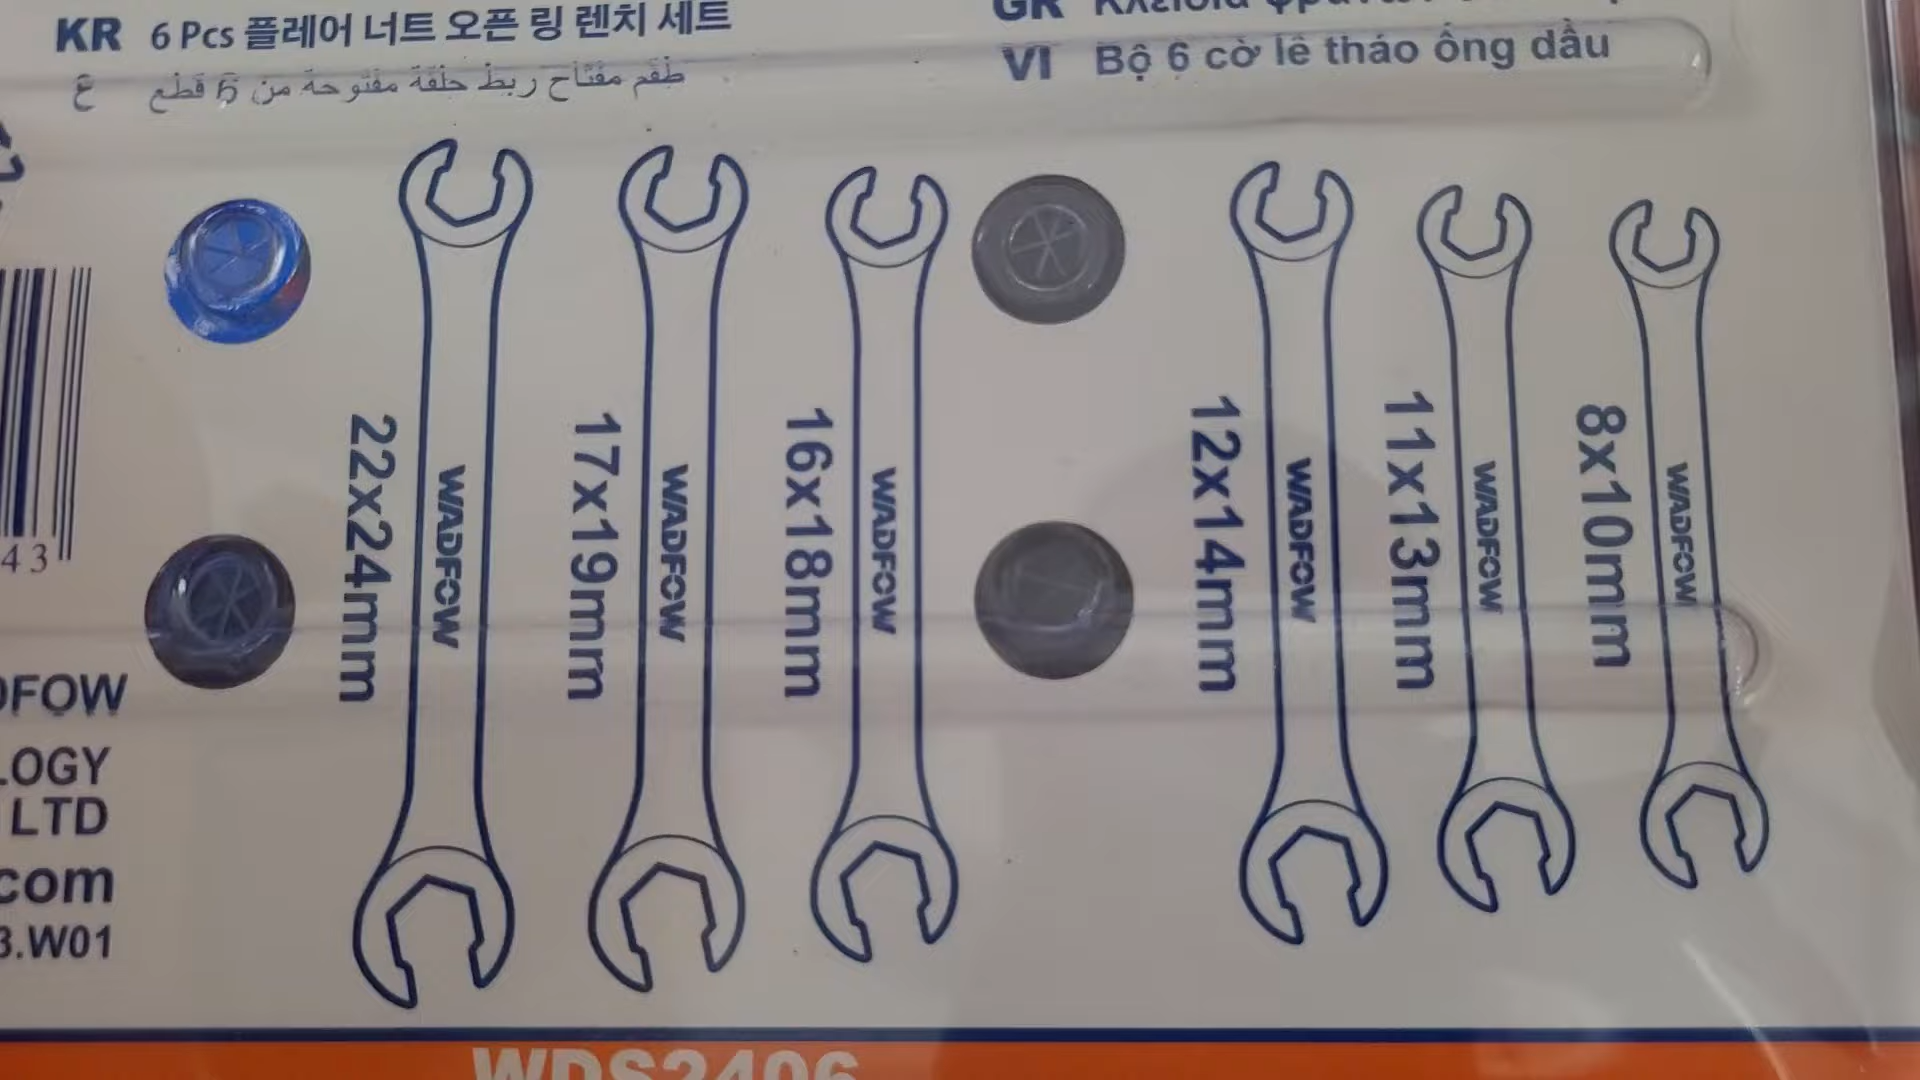 KR 6 Pcs 플레어 너트 오픈 링 렌치 세트
ع طقم مفتاح ربط حلقة مفتوحة من 6 قطع
GR
VI Bộ 6 cờ lê tháo ống dầu
22x24mm
WADFOW
17x19mm
WADFOW
16x18mm
WADFOW
12x14mm
WADFOW
11x13mm
WADFOW
8x10mm
WADFOW
43
DFOW
LOGY
LTD
.com
3.W01
WDS2406